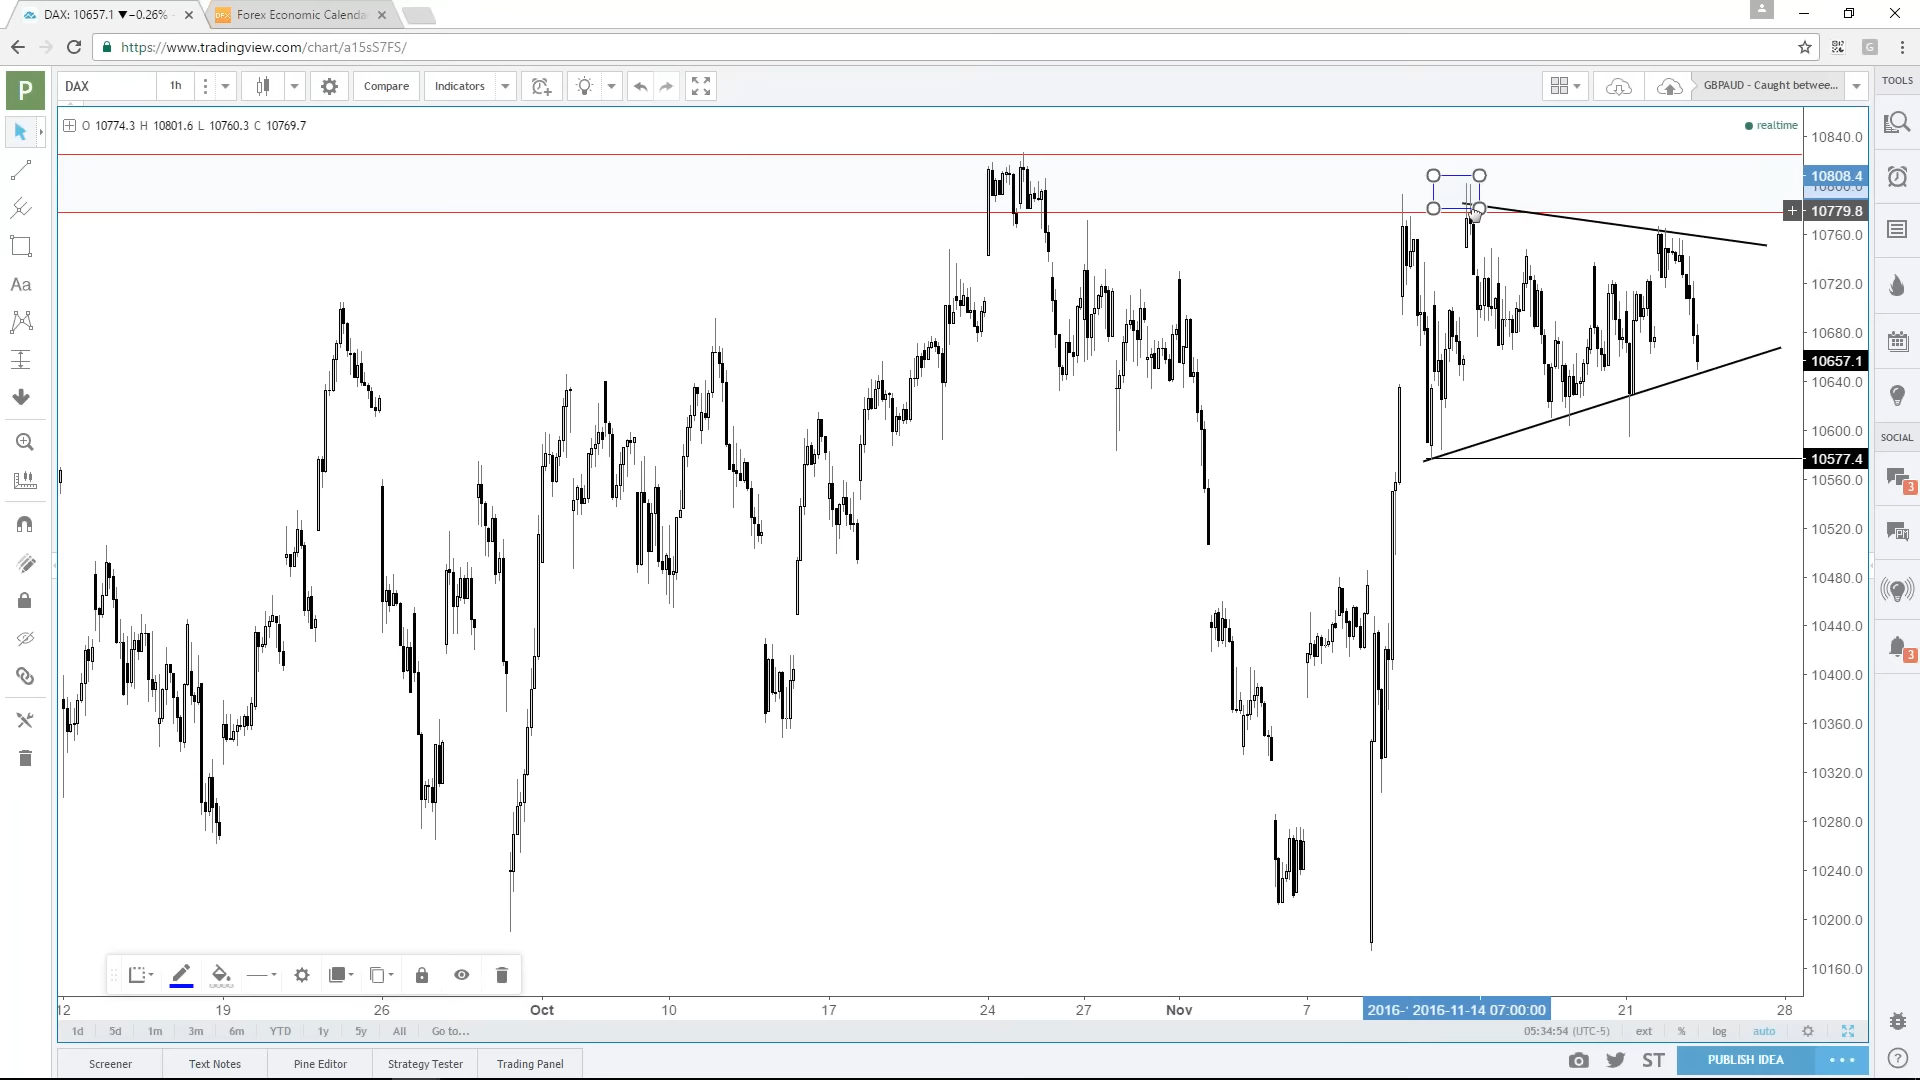 DAX: 10657.1 ▼−0.26%
Forex Economic Calenda
https://www.tradingview.com/chart/a15sS7FS/
P
DAX
1h
Compare
Indicators
GBPAUD - Caught betwee...
TOOLS
O 10774.3 H 10801.6 L 10760.3 C 10769.7
realtime
10840.0
10808.4
10800.0
10779.8
10760.0
10720.0
10680.0
10657.1
10640.0
10600.0
10577.4
10560.0
10520.0
10480.0
10440.0
10400.0
10360.0
10320.0
10280.0
10240.0
10200.0
10160.0
Aa
SOCIAL
3
3
12 19 26 Oct 10 17 24 27 Nov 7 2016- 2016-11-14 07:00:00 21 28
1d 5d 1m 3m 6m YTD 1y 5y All Go to...
05:34:54 (UTC-5) ext % log auto
Screener Text Notes Pine Editor Strategy Tester Trading Panel
ST PUBLISH IDEA